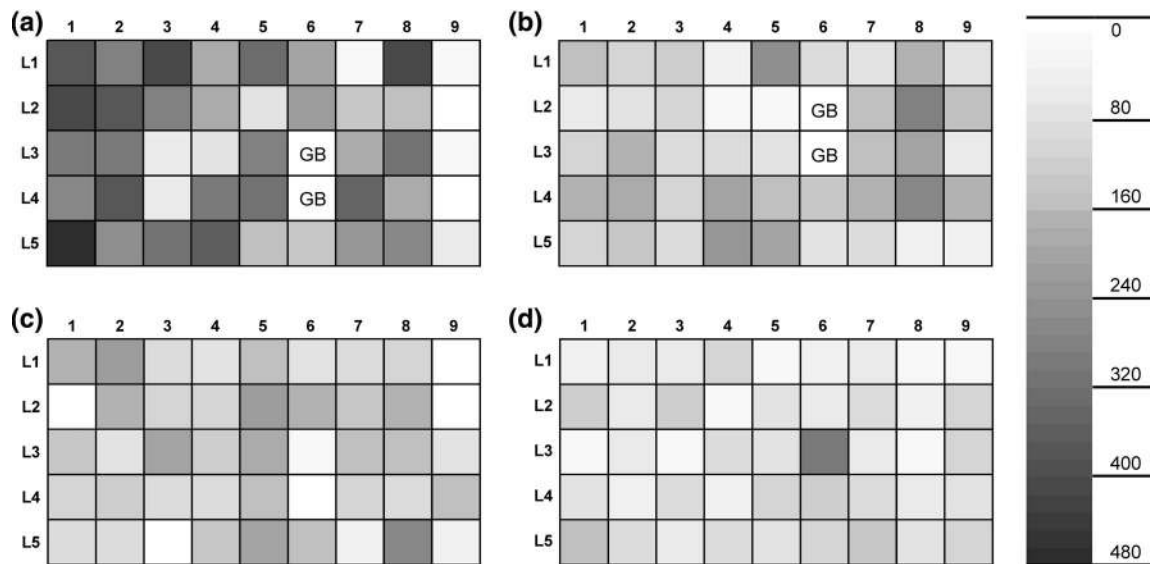 (a) 1 2 3 4 5 6 7 8 9
L1
L2
L3 GB
L4 GB
L5
(b) 1 2 3 4 5 6 7 8 9
L1
L2 GB
L3 GB
L4
L5
(c) 1 2 3 4 5 6 7 8 9
L1
L2
L3
L4
L5
(d) 1 2 3 4 5 6 7 8 9
L1
L2
L3
L4
L5
0
80
160
240
320
400
480